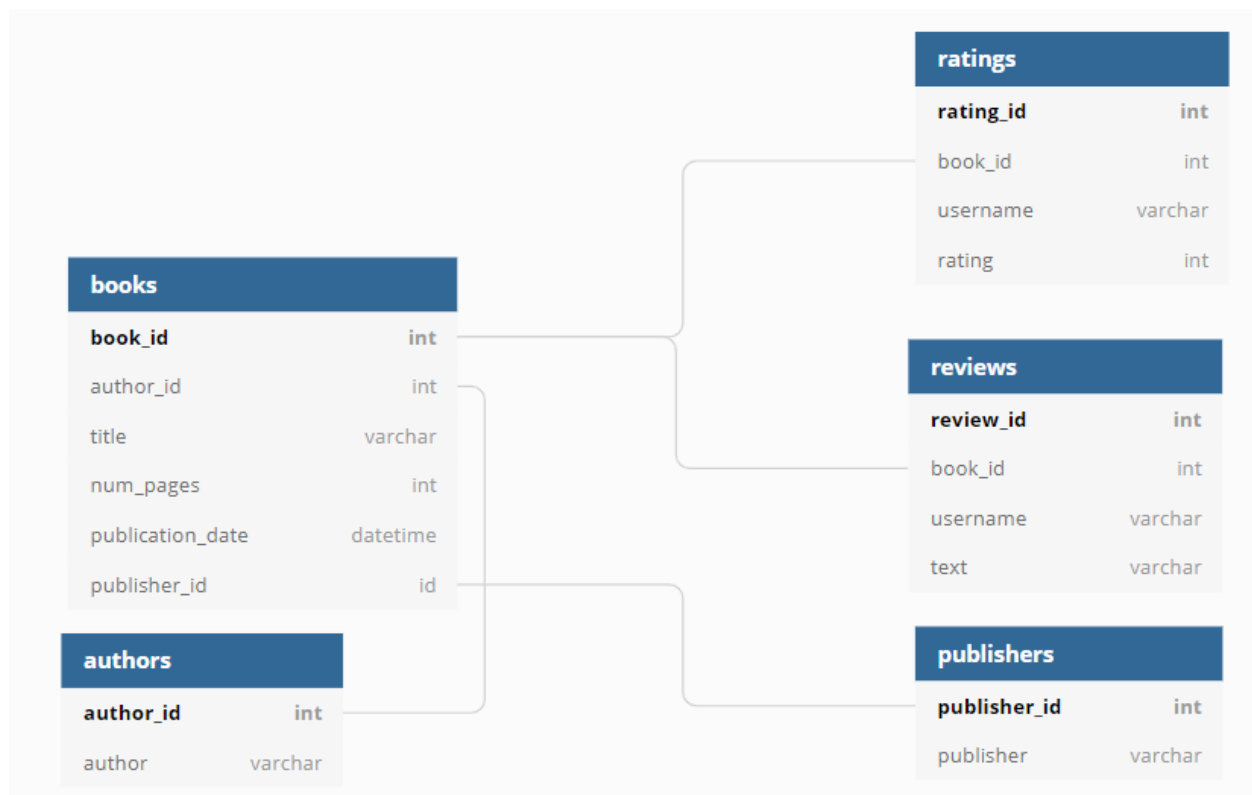 books
book_id int
author_id int
title varchar
num_pages int
publication_date datetime
publisher_id id
authors
author_id int
author varchar
ratings
rating_id int
book_id int
username varchar
rating int
reviews
review_id int
book_id int
username varchar
text varchar
publishers
publisher_id int
publisher varchar